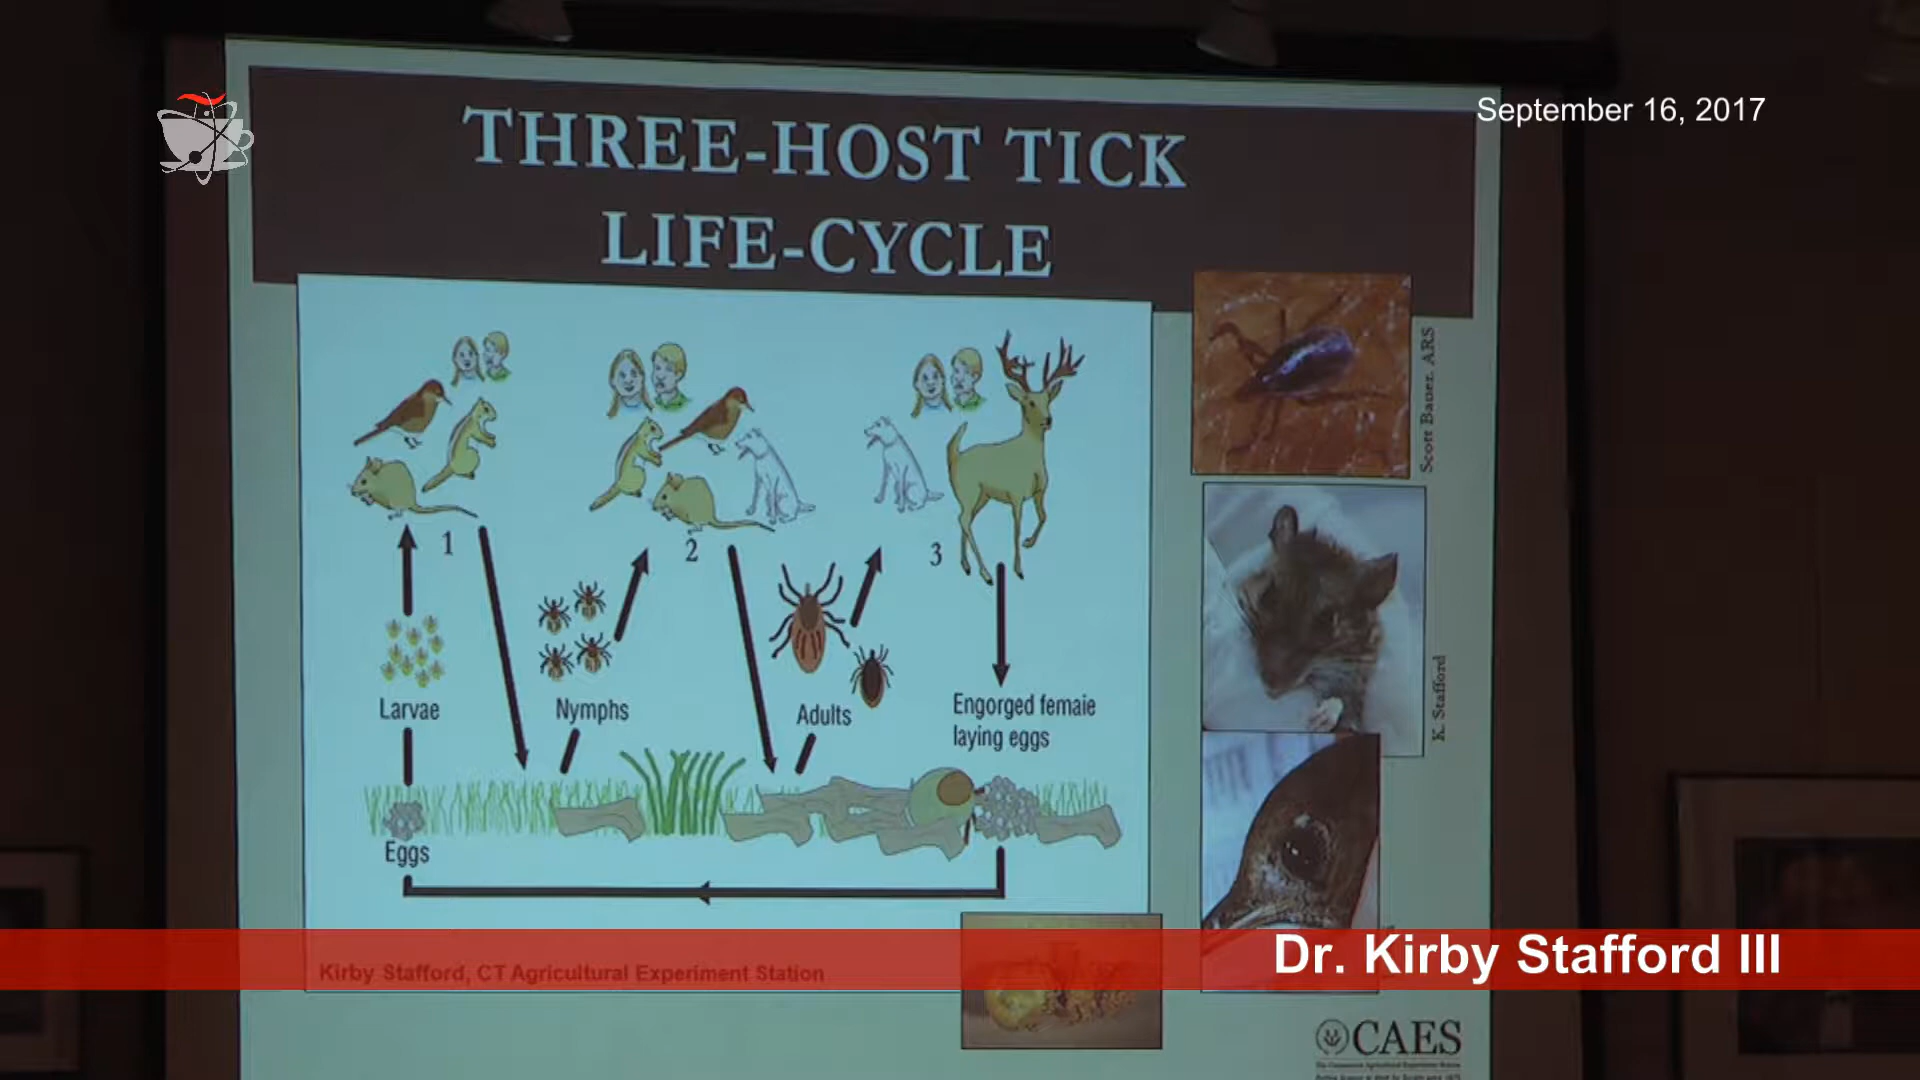 September 16, 2017
THREE-HOST TICK
LIFE-CYCLE
Scott Bauer, ARS
1
2
3
K. Stafford
Larvae
Nymphs
Adults
Engorged female
laying eggs
Eggs
Dr. Kirby Stafford III
Kirby Stafford, CT Agricultural Experiment Station
CAES